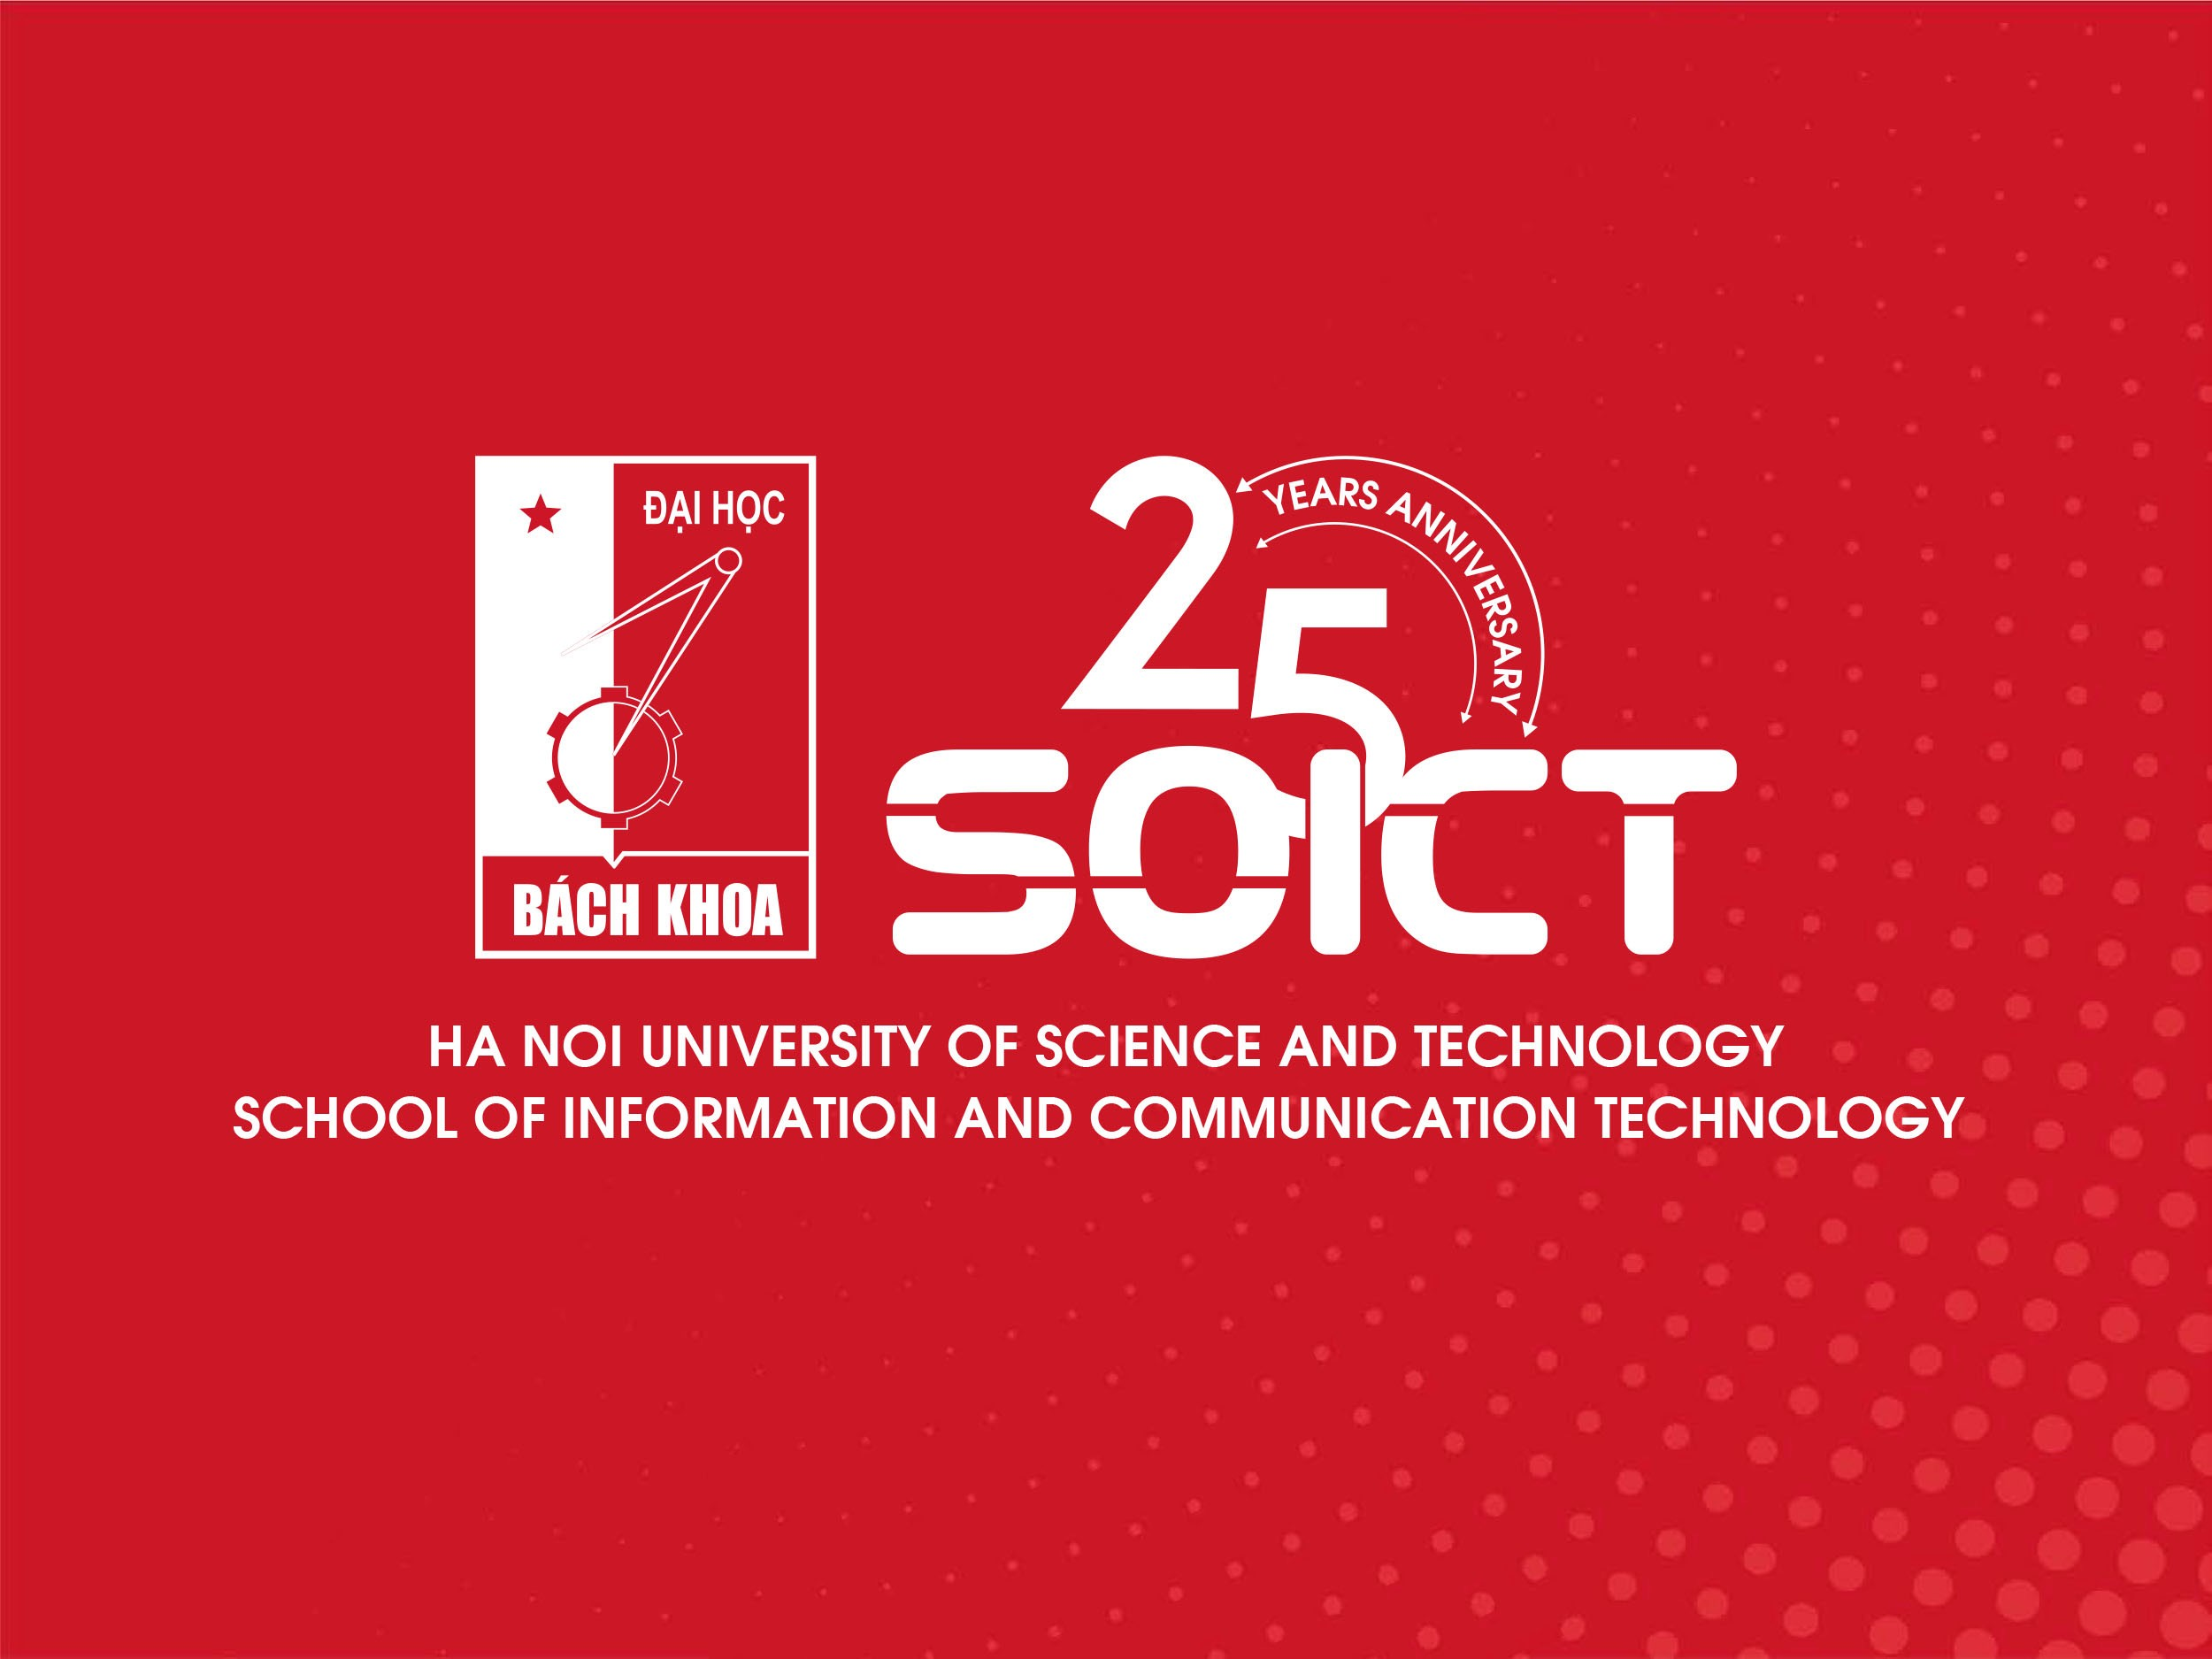 ĐẠI HỌC
BÁCH KHOA
25
YEARS ANNIVERSARY
SOICT
HA NOI UNIVERSITY OF SCIENCE AND TECHNOLOGY
SCHOOL OF INFORMATION AND COMMUNICATION TECHNOLOGY